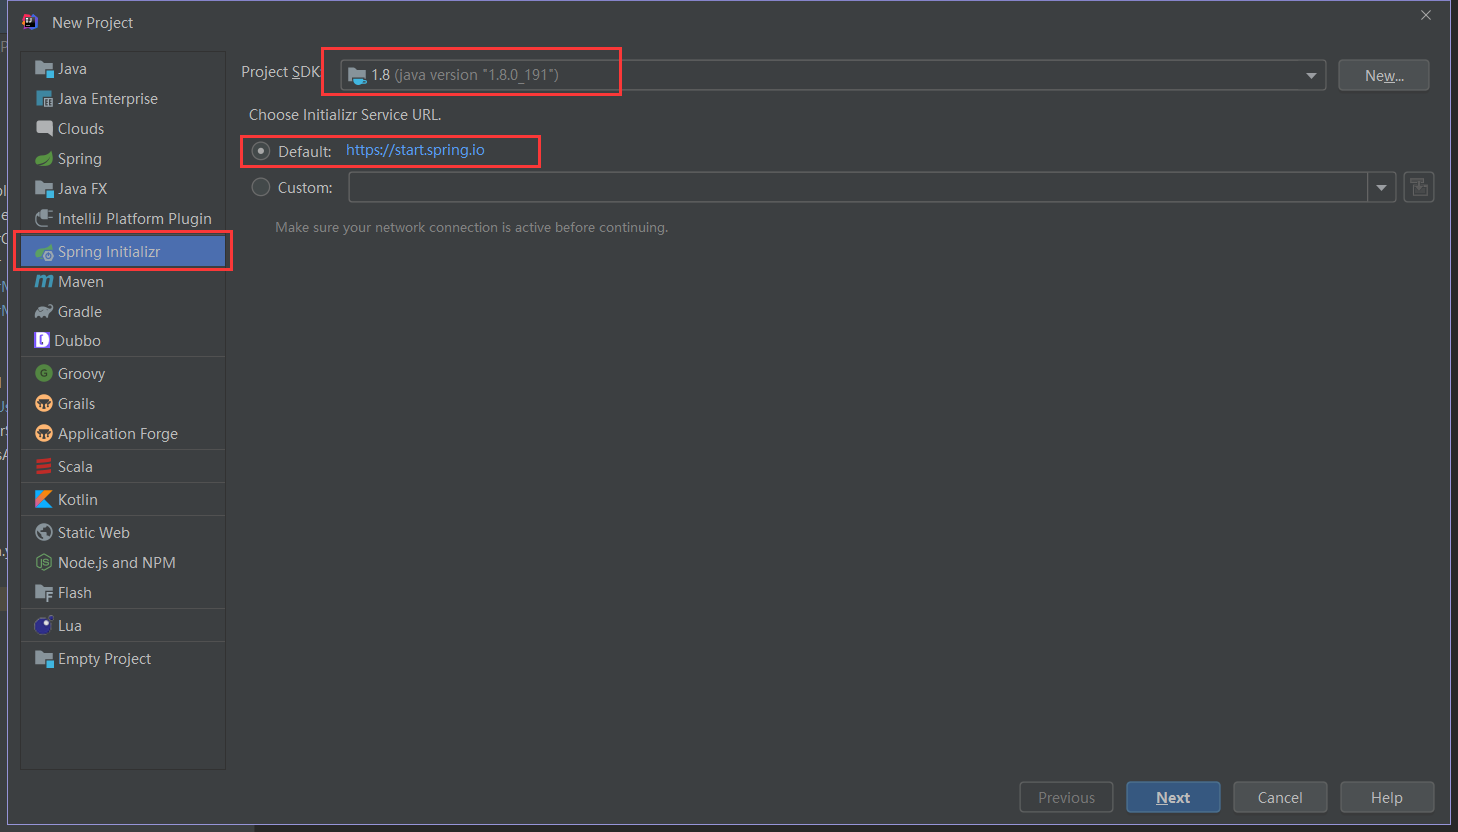 New Project
Java
Java Enterprise
Clouds
Spring
Java FX
IntelliJ Platform Plugin
Spring Initializr
Maven
Gradle
Dubbo
Groovy
Grails
Application Forge
Scala
Kotlin
Static Web
Node.js and NPM
Flash
Lua
Empty Project
Project SDK
1.8 (java version "1.8.0_191")
New...
Choose Initializr Service URL.
Default: https://start.spring.io
Custom:
Make sure your network connection is active before continuing.
Previous
Next
Cancel
Help